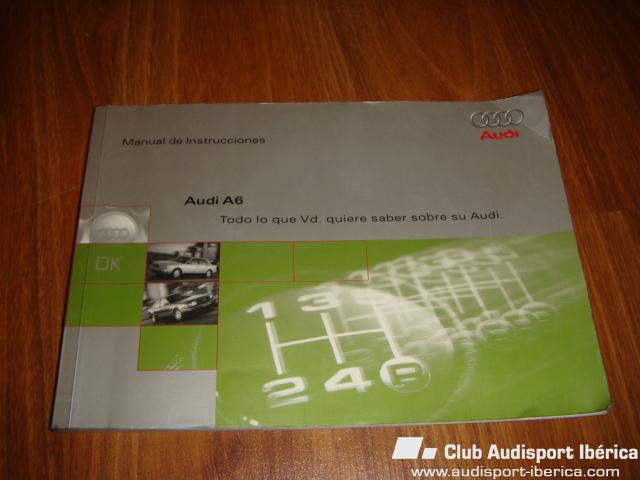 Audi
Manual de Instrucciones
Audi A6
Todo lo que Vd. quiere saber sobre su Audi.
OK
1 3 5
2 4 R
Club Audisport Ibérica
www.audisport-iberica.com